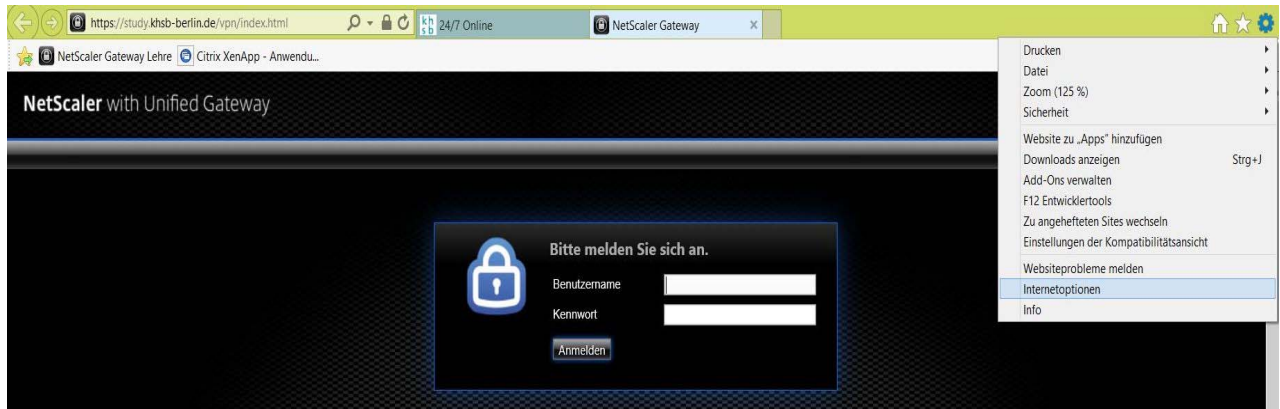 https://study.khsb-berlin.de/vpn/index.html
kh sb 24/7 Online
NetScaler Gateway
NetScaler Gateway Lehre
Citrix XenApp - Anwendu...
NetScaler with Unified Gateway
Bitte melden Sie sich an.
Benutzername
Kennwort
Anmelden
Drucken
Datei
Zoom (125 %)
Sicherheit
Website zu „Apps" hinzufügen
Downloads anzeigen Strg+J
Add-Ons verwalten
F12 Entwicklertools
Zu angehefteten Sites wechseln
Einstellungen der Kompatibilitätsansicht
Websiteprobleme melden
Internetoptionen
Info